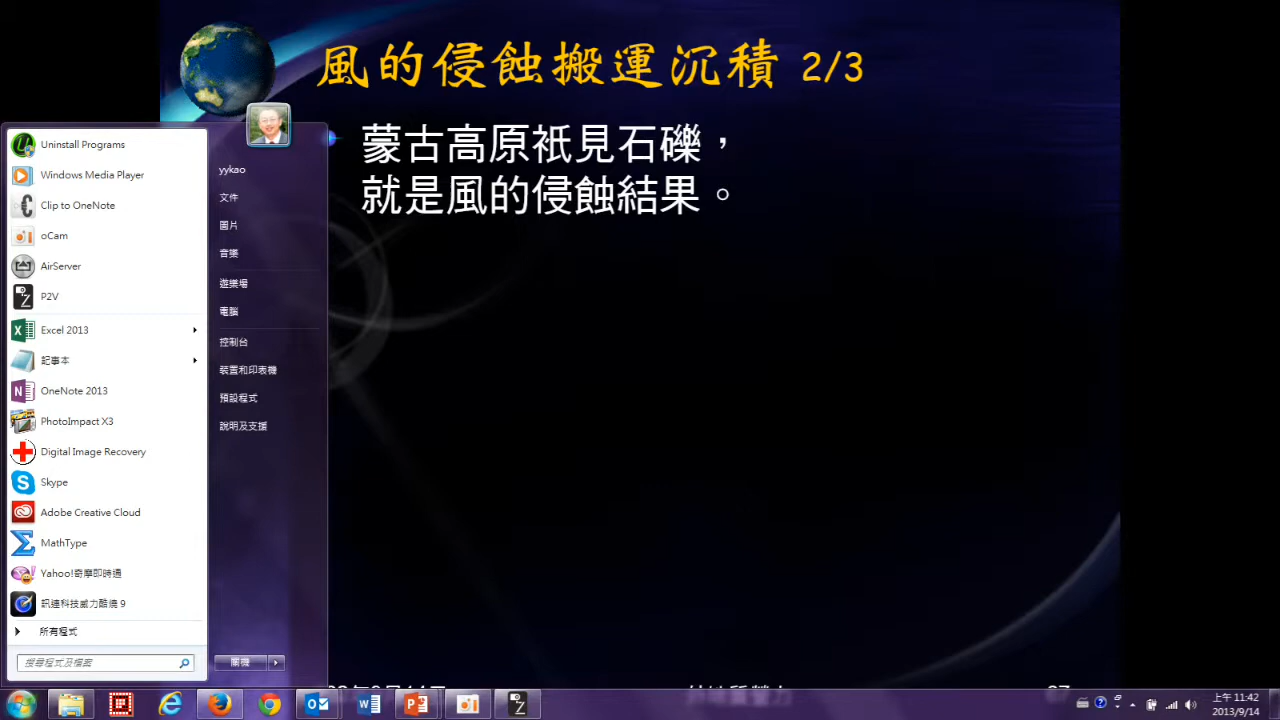 風的侵蝕搬運沉積 2/3
蒙古高原祇見石礫，
就是風的侵蝕結果。
Uninstall Programs
Windows Media Player
Clip to OneNote
oCam
AirServer
P2V
Excel 2013
記事本
OneNote 2013
PhotoImpact X3
Digital Image Recovery
Skype
Adobe Creative Cloud
MathType
Yahoo!奇摩即時通
訊連科技威力酷燒 9
所有程式
搜尋程式及檔案
yykao
文件
圖片
音樂
遊樂場
電腦
控制台
裝置和印表機
預設程式
說明及支援
關機
上午 11:42
2013/9/14